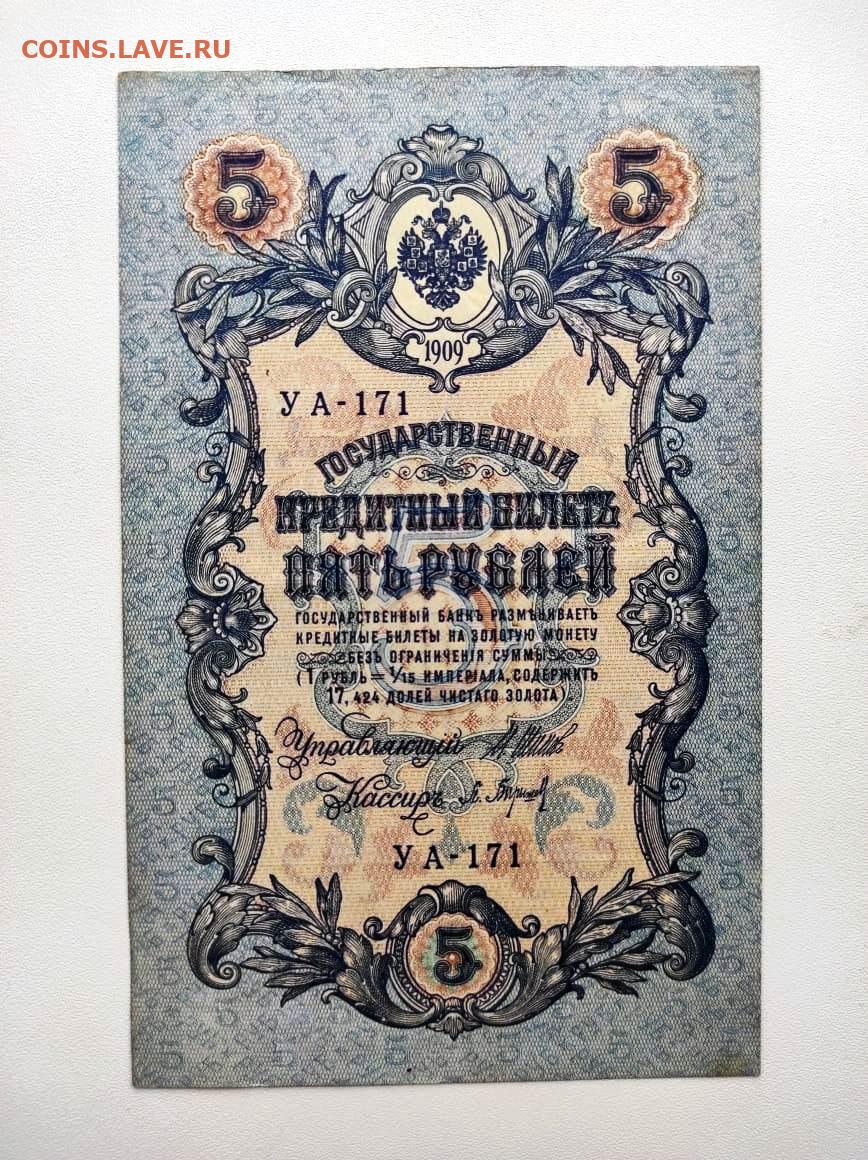 COINS.LAVE.RU
5 5
1909
УА-171
ГОСУДАРСТВЕННЫЙ
КРЕДИТНЫЙ БИЛЕТЪ
ПЯТЬ РУБЛЕЙ
5
ГОСУДАРСТВЕННЫЙ БАНКЪ РАЗМѢНИВАЕТЪ
КРЕДИТНЫЕ БИЛЕТЫ НА ЗОЛОТУЮ МОНЕТУ
БЕЗЪ ОГРАНИЧЕНІЯ СУММЫ
(1 РУБЛЬ = 1/15 ИМПЕРІАЛА, СОДЕРЖИТЪ
17,424 ДОЛЕЙ ЧИСТАГО ЗОЛОТА).
Управляющій
Кассиръ
УА-171
5